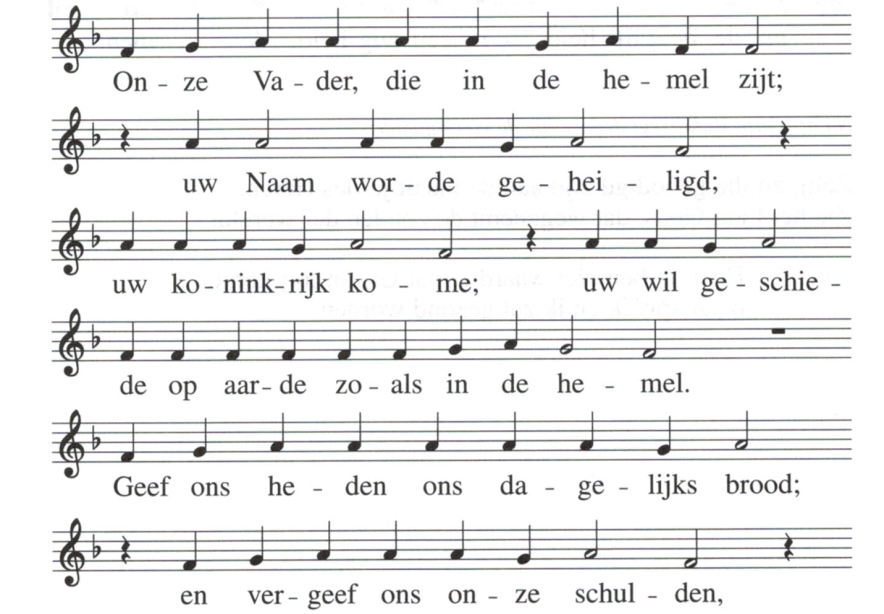 On - ze Va - der, die in de he - mel zijt;
uw Naam wor - de ge - hei - ligd;
uw ko - nink - rijk ko - me; uw wil ge - schie -
de op aar - de zo - als in de he - mel.
Geef ons he - den ons da - ge - lijks brood;
en ver - geef ons on - ze schul - den,